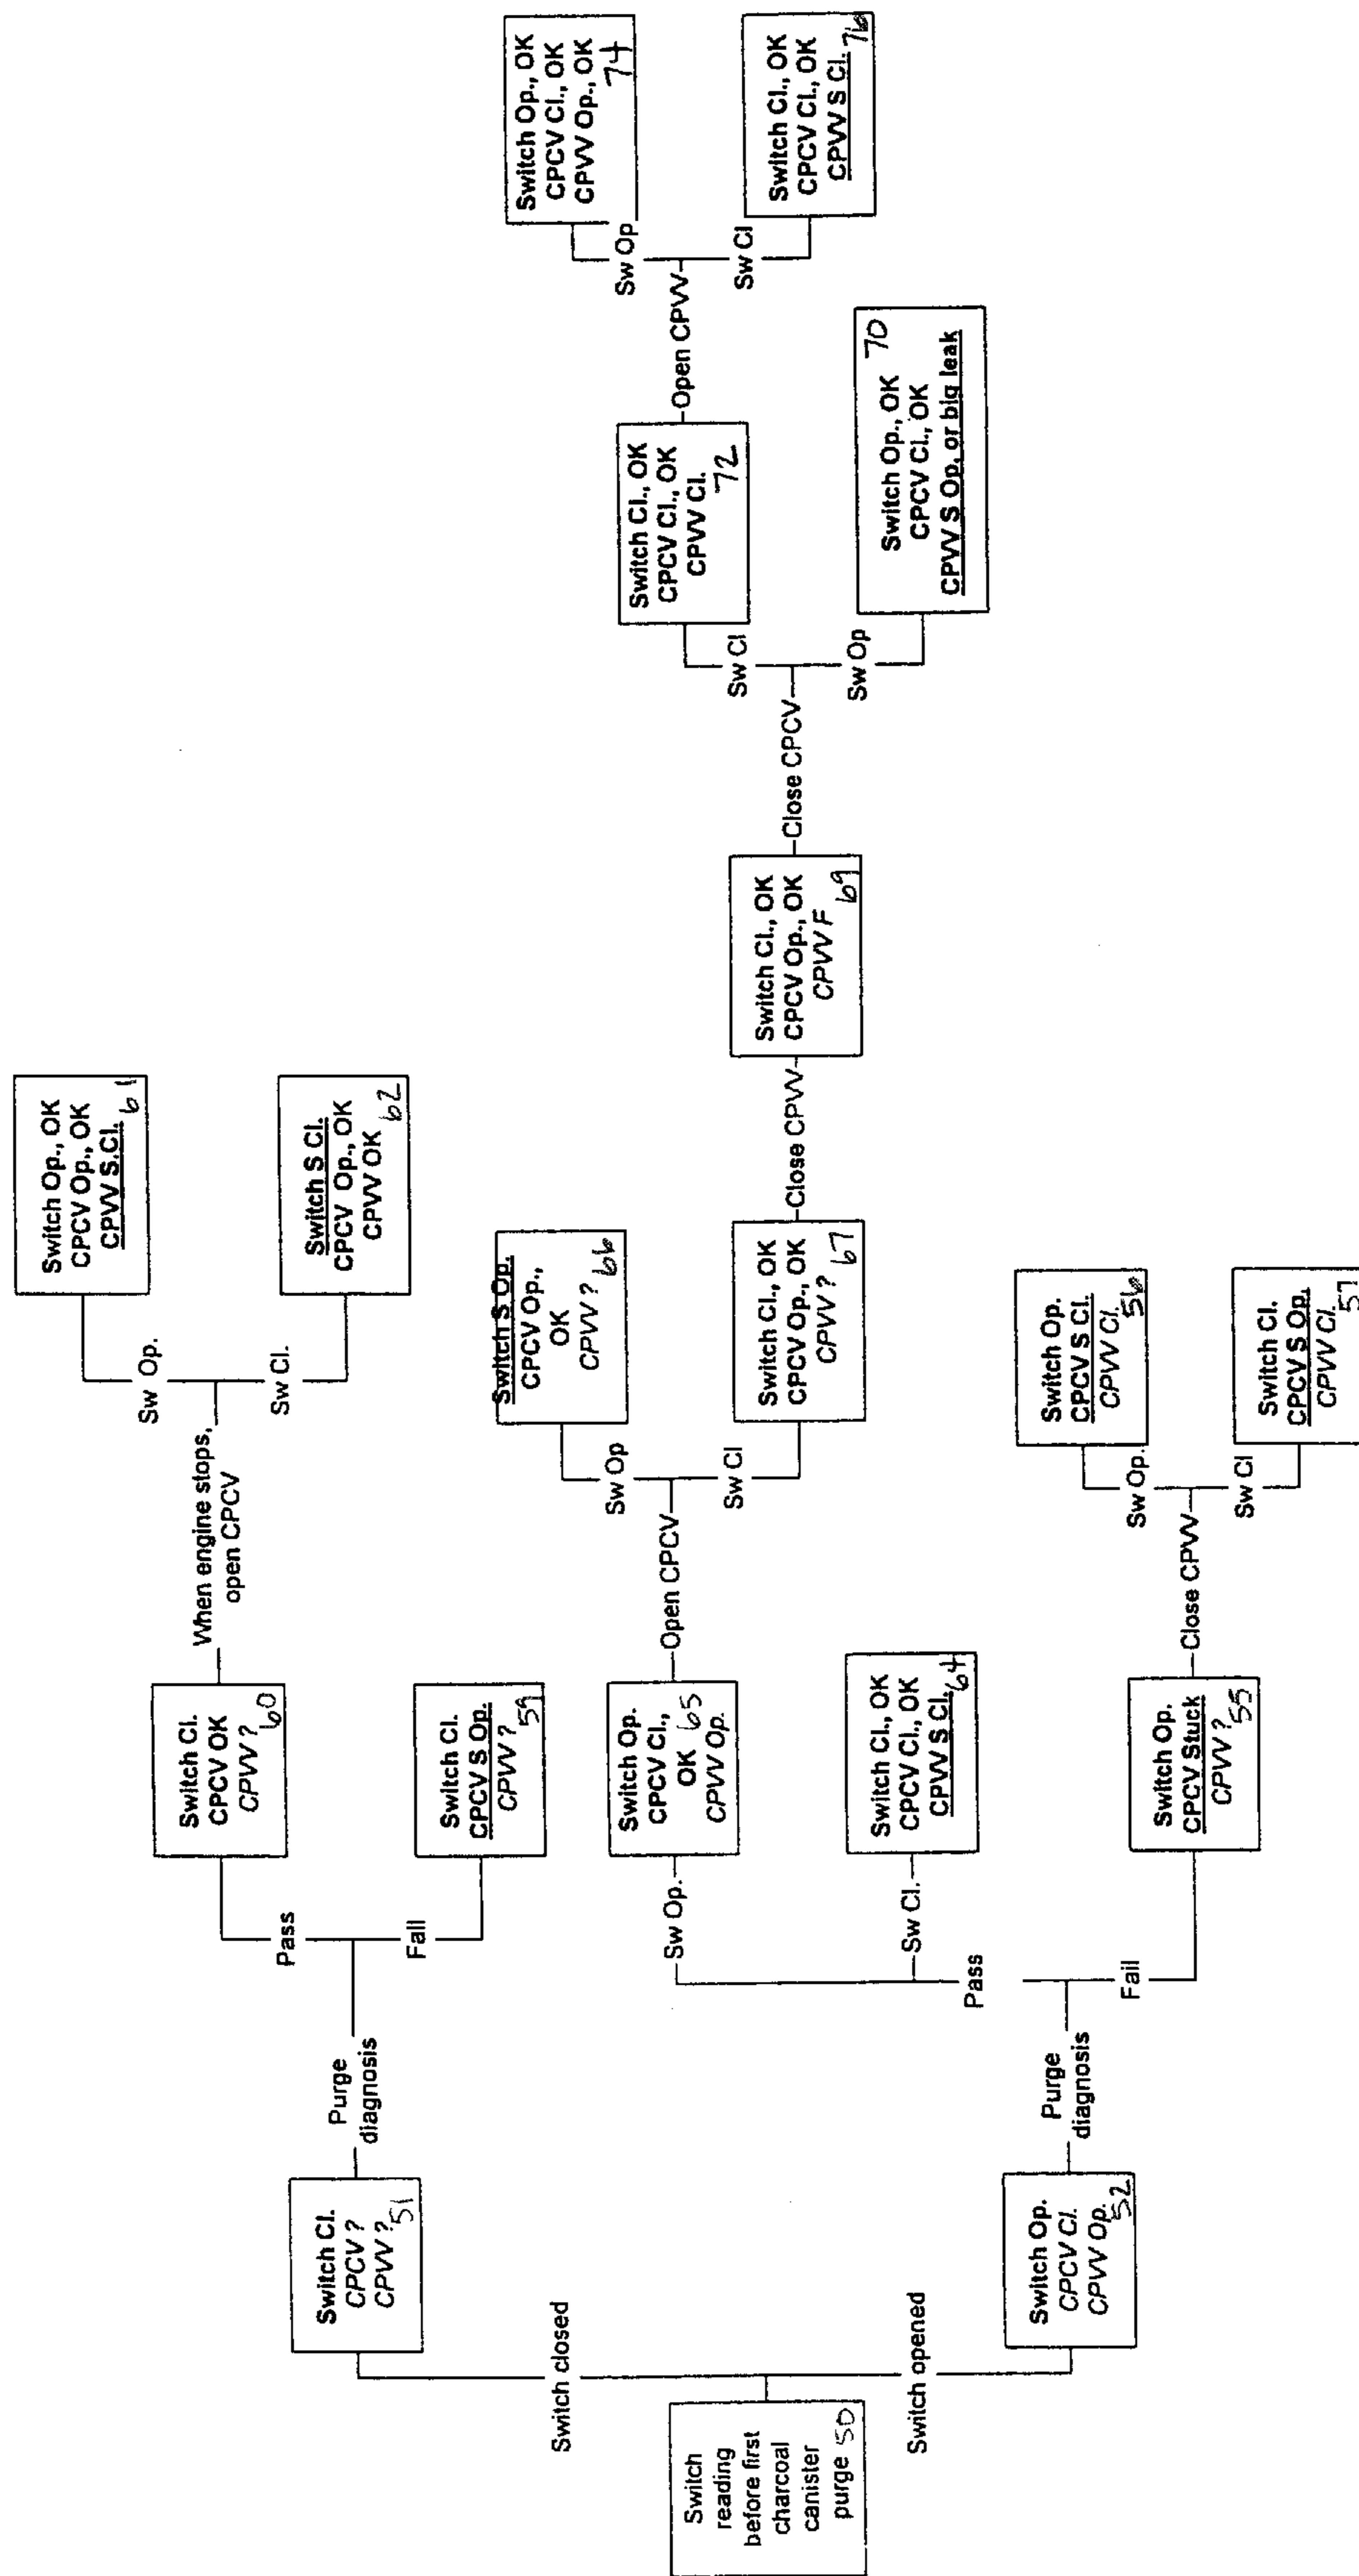 Switch
reading
before first
charcoal
canister
purge 50
Switch closed
Switch opened
Switch Cl.
CPCV ?
CPVV ?
51
Purge
diagnosis
Pass
Fail
Switch Cl.
CPCV OK
CPVV ?
60
When engine stops,
open CPCV
Sw Op.
Sw Cl.
Switch Op., OK
CPCV Op., OK
CPVV S.Cl.
61
Switch S Cl.
CPCV Op., OK
CPVV OK
62
Switch Cl.
CPCV S Op.
CPVV ?
59
Switch Op.
CPCV Cl.
CPVV Op.
52
Purge
diagnosis
Pass
Fail
Sw Op.
Sw Cl.
Switch Op.
CPCV Cl.,
OK 65
CPVV Op.
Open CPCV
Sw Op
Sw Cl
Switch S Op.
CPCV Op.,
OK
CPVV ?
66
Switch Cl., OK
CPCV Op., OK
CPVV ?
67
Close CPVV
Switch Cl., OK
CPCV Op., OK
CPVV F
69
Close CPCV
Sw Cl
Sw Op
Switch Cl., OK
CPCV Cl., OK
CPVV Cl.
72
Open CPVV
Sw Op
Sw Cl
Switch Op., OK
CPCV Cl., OK
CPVV Op., OK
74
Switch Cl., OK
CPCV Cl., OK
CPVV S Cl.
76
Switch Op., OK
CPCV Cl., OK
CPVV S Op. or big leak
70
Switch Cl., OK
CPCV Cl., OK
CPVV S Cl.
64
Switch Op.
CPCV Stuck
CPVV ?
55
Close CPVV
Sw Op.
Sw Cl
Switch Op.
CPCV S Cl.
CPVV Cl.
56
Switch Cl.
CPCV S Op.
CPVV Cl.
57